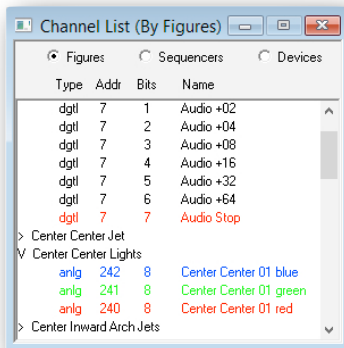 Channel List (By Figures)
Figures Sequencers Devices
Type Addr Bits Name
dgtl 7 1 Audio +02
dgtl 7 2 Audio +04
dgtl 7 3 Audio +08
dgtl 7 4 Audio +16
dgtl 7 5 Audio +32
dgtl 7 6 Audio +64
dgtl 7 7 Audio Stop
> Center Center Jet
V Center Center Lights
anlg 242 8 Center Center 01 blue
anlg 241 8 Center Center 01 green
anlg 240 8 Center Center 01 red
> Center Inward Arch Jets